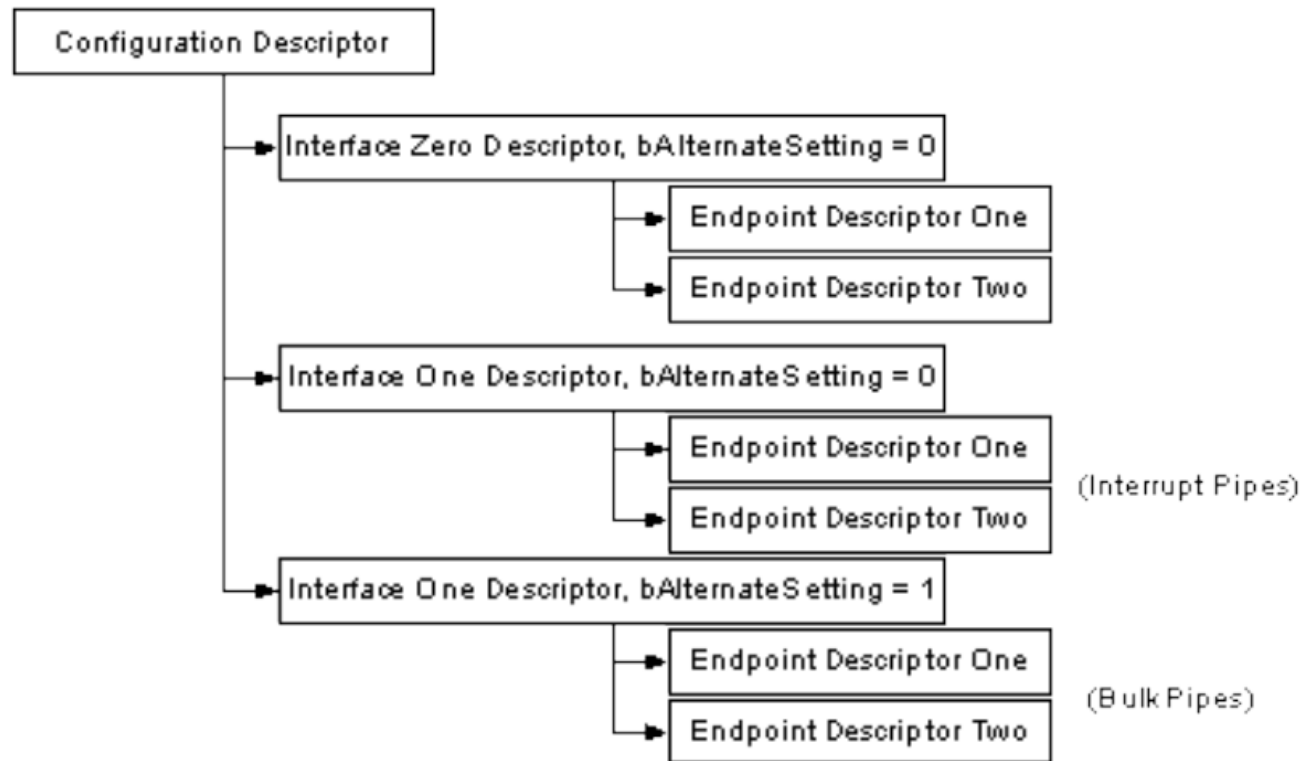 Configuration Descriptor
Interface Zero Descriptor, bAlternateSetting = 0
Endpoint Descriptor One
Endpoint Descriptor Two
Interface One Descriptor, bAlternateSetting = 0
Endpoint Descriptor One
(Interrupt Pipes)
Endpoint Descriptor Two
Interface One Descriptor, bAlternateSetting = 1
Endpoint Descriptor One
(Bulk Pipes)
Endpoint Descriptor Two